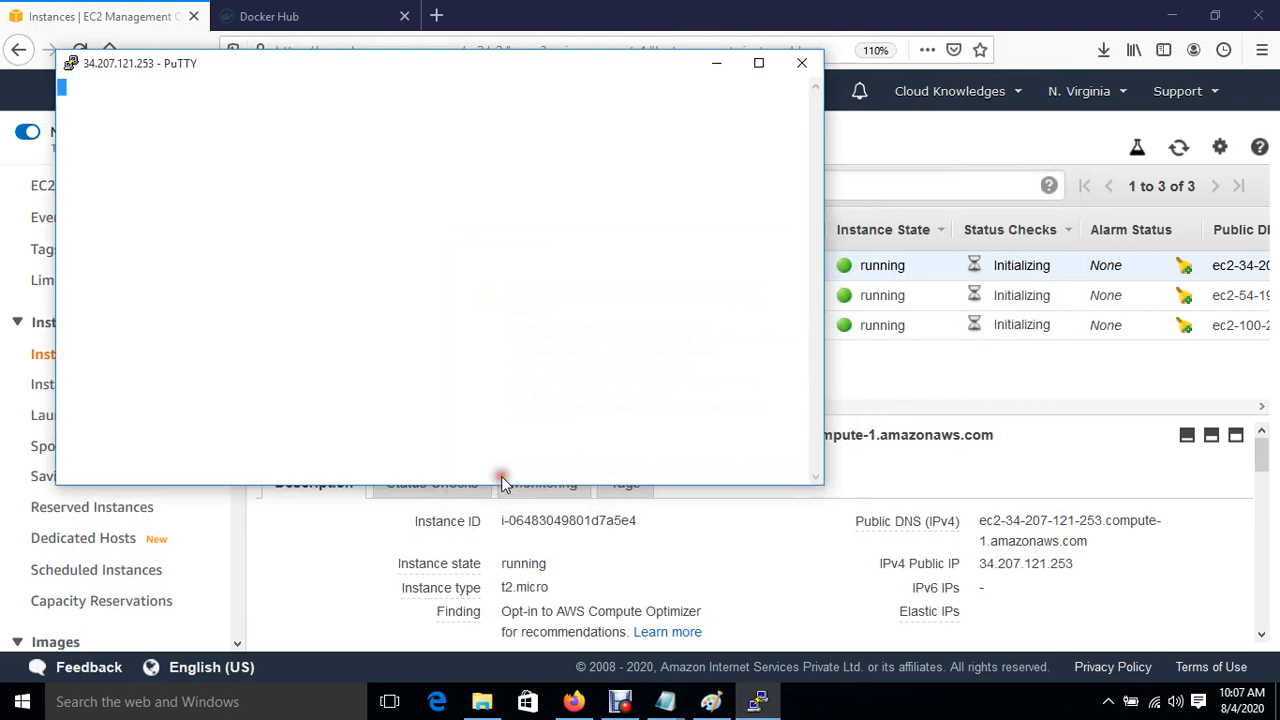 Instances | EC2 Management C
Docker Hub
110%
34.207.121.253 - PuTTY
Cloud Knowledges
N. Virginia
Support
EC2
Eve
Tags
Lim
1 to 3 of 3
Instance State
Status Checks
Alarm Status
Public D
running
Initializing
None
ec2-34-20
running
Initializing
None
ec2-54-19
running
Initializing
None
ec2-100-2
Inst
Inst
Inst
Lau
Spo
Savi
Reserved Instances
Dedicated Hosts New
Scheduled Instances
Capacity Reservations
Images
mpute-1.amazonaws.com
Description
Status Checks
Monitoring
Tags
Instance ID
i-06483049801d7a5e4
Public DNS (IPv4)
ec2-34-207-121-253.compute-
1.amazonaws.com
Instance state
running
IPv4 Public IP
34.207.121.253
Instance type
t2.micro
IPv6 IPs
-
Finding
Opt-in to AWS Compute Optimizer
for recommendations. Learn more
Elastic IPs
Feedback
English (US)
© 2008 - 2020, Amazon Internet Services Private Ltd. or its affiliates. All rights reserved.
Privacy Policy
Terms of Use
Search the web and Windows
10:07 AM
8/4/2020